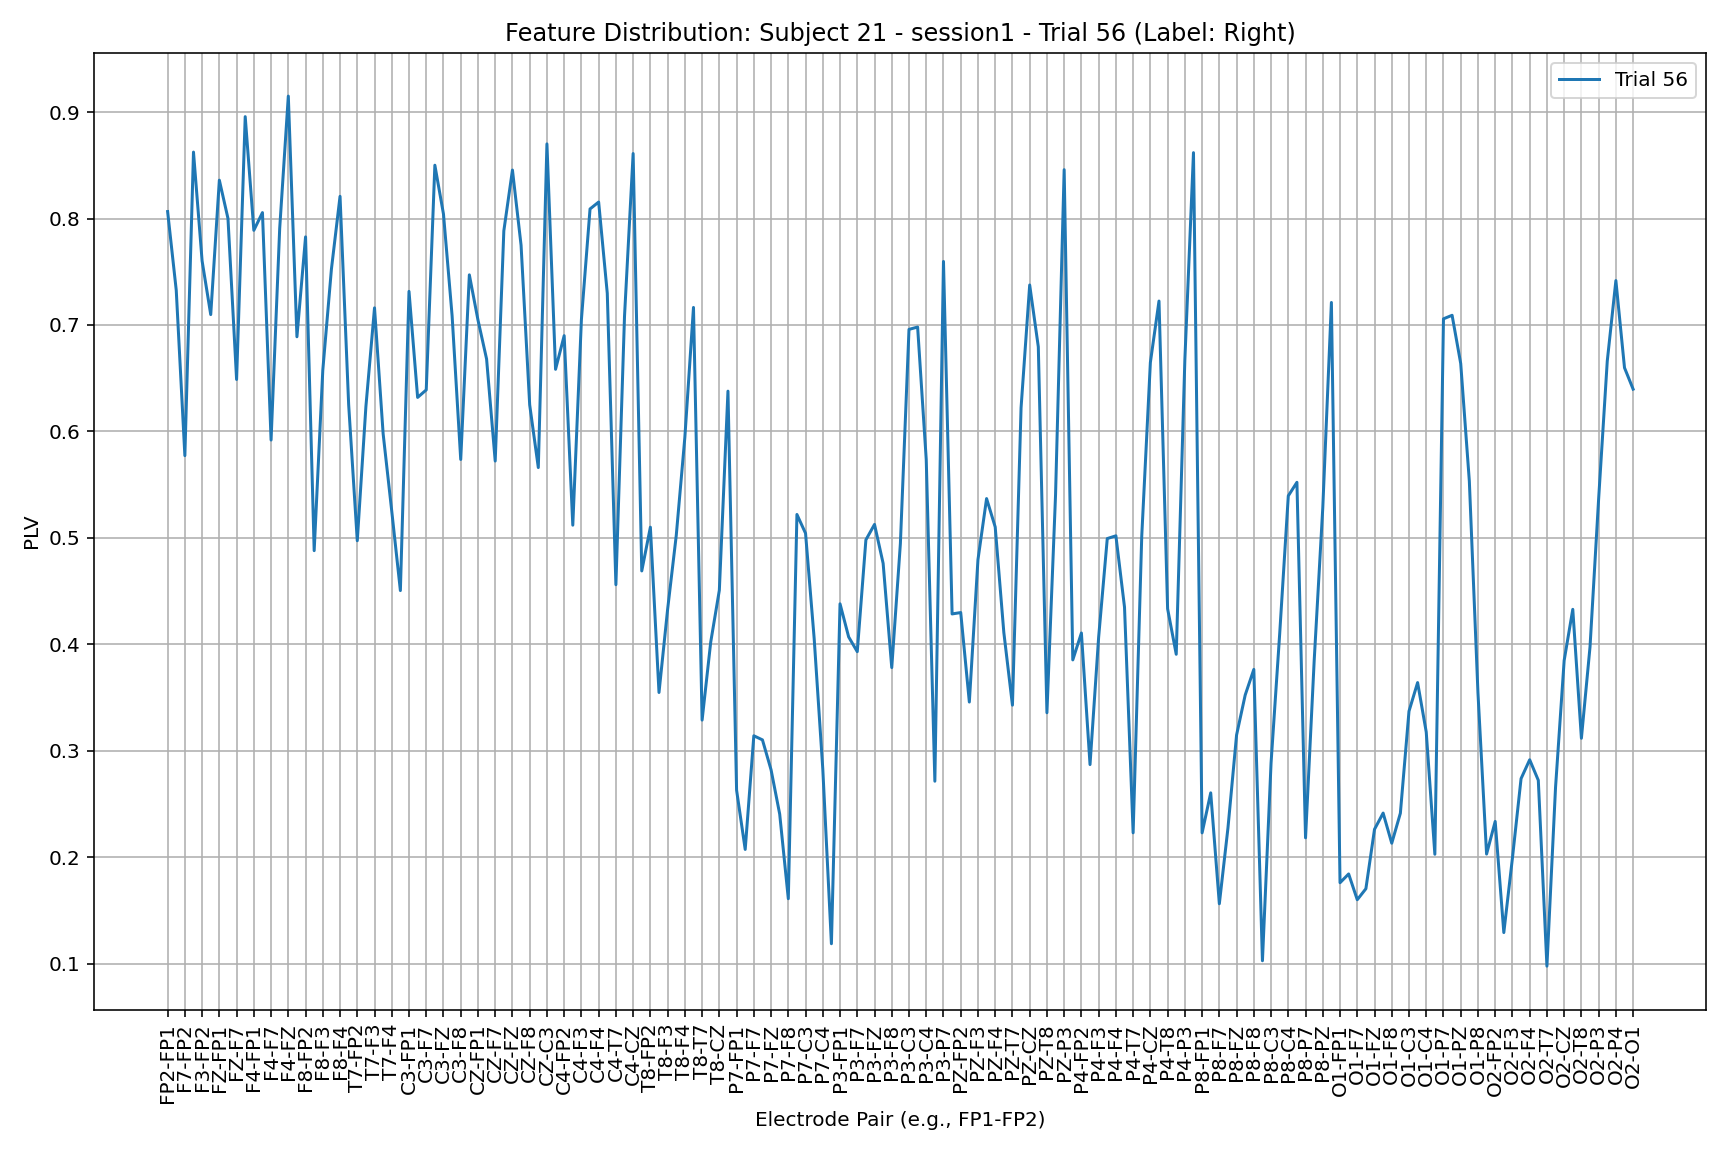 Feature Distribution: Subject 21 - session1 - Trial 56 (Label: Right)
Trial 56
PLV
0.9
0.8
0.7
0.6
0.5
0.4
0.3
0.2
0.1
FP2-FP1
F7-FP2
F3-FP2
FZ-FP1
FZ-F7
F4-FP1
F4-F7
F4-FZ
F8-FP2
F8-F3
F8-F4
T7-FP2
T7-F3
T7-F4
C3-FP1
C3-F7
C3-FZ
C3-F8
CZ-FP1
CZ-F7
CZ-FZ
CZ-F8
CZ-C3
C4-FP2
C4-F3
C4-F4
C4-T7
C4-CZ
T8-FP2
T8-F3
T8-F4
T8-T7
T8-CZ
P7-FP1
P7-F7
P7-FZ
P7-F8
P7-C3
P7-C4
P3-FP1
P3-F7
P3-FZ
P3-F8
P3-C3
P3-C4
P3-P7
PZ-FP2
PZ-F3
PZ-F4
PZ-T7
PZ-CZ
PZ-T8
PZ-P3
P4-FP2
P4-F3
P4-F4
P4-T7
P4-CZ
P4-T8
P4-P3
P8-FP1
P8-F7
P8-FZ
P8-F8
P8-C3
P8-C4
P8-P7
P8-PZ
O1-FP1
O1-F7
O1-FZ
O1-F8
O1-C3
O1-C4
O1-P7
O1-PZ
O1-P8
O2-FP2
O2-F3
O2-F4
O2-T7
O2-CZ
O2-T8
O2-P3
O2-P4
O2-O1
Electrode Pair (e.g., FP1-FP2)